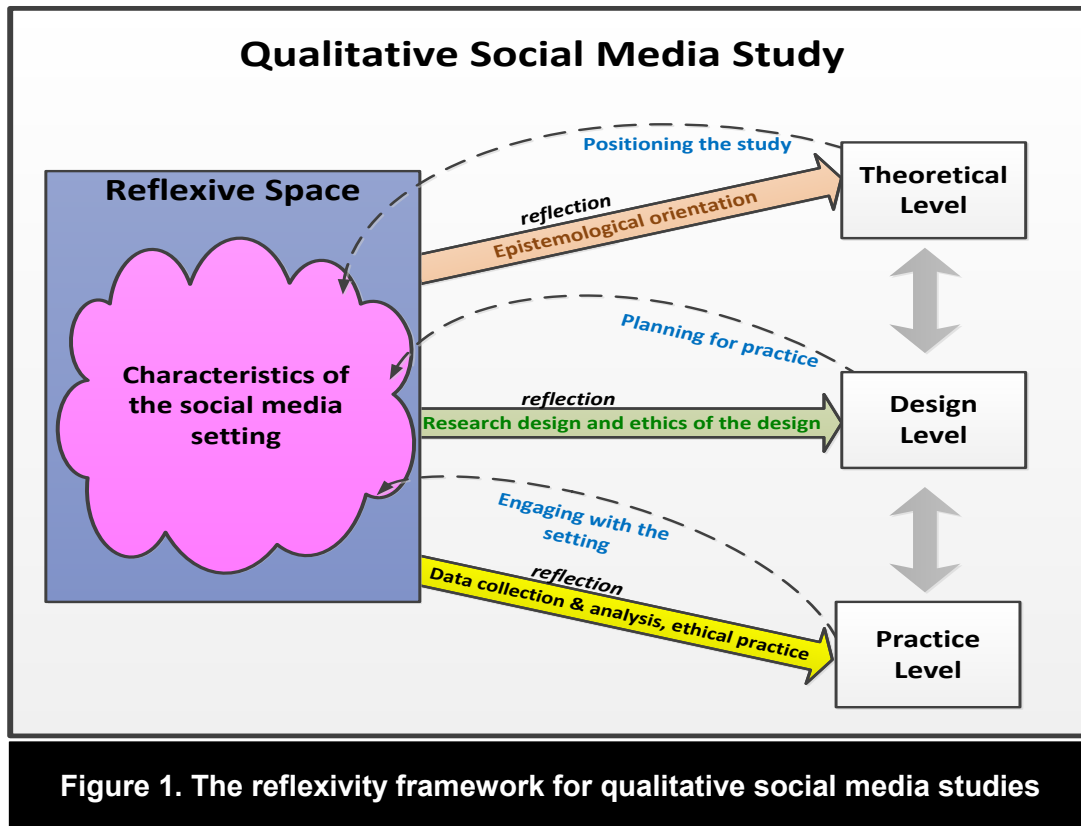 Qualitative Social Media Study
Reflexive Space
Characteristics of
the social media
setting
Positioning the study
reflection
Epistemological orientation
Theoretical
Level
Planning for practice
reflection
Research design and ethics of the design
Design
Level
Engaging with the
setting
reflection
Data collection & analysis, ethical practice
Practice
Level
Figure 1. The reflexivity framework for qualitative social media studies